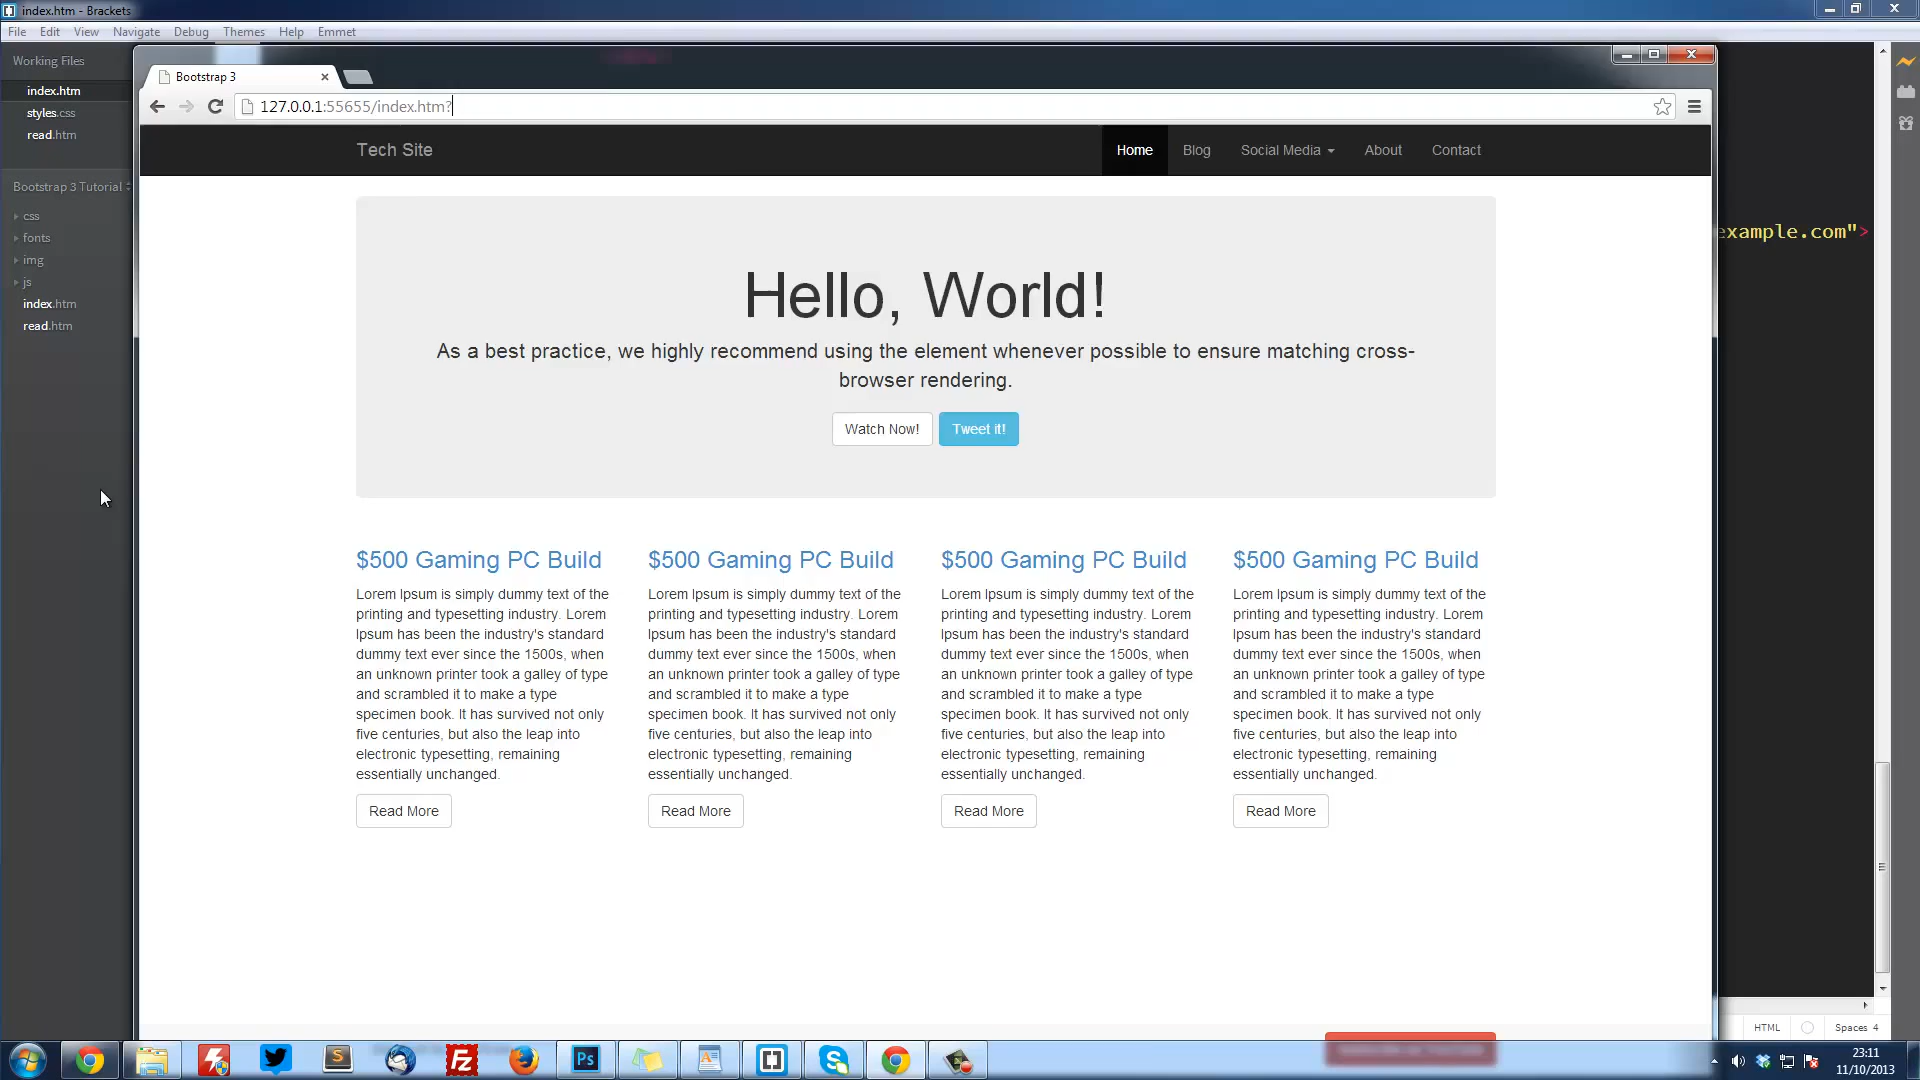 index.htm - Brackets
File Edit View Navigate Debug Themes Help Emmet
Working Files
index.htm
styles.css
read.htm
Bootstrap 3 Tutorial
css
fonts
img
js
index.htm
read.htm
Bootstrap 3
127.0.0.1:55655/index.htm?
Tech Site
Home Blog Social Media About Contact
Hello, World!
As a best practice, we highly recommend using the element whenever possible to ensure matching cross-
browser rendering.
Watch Now! Tweet it!
$500 Gaming PC Build
Lorem Ipsum is simply dummy text of the
printing and typesetting industry. Lorem
Ipsum has been the industry's standard
dummy text ever since the 1500s, when
an unknown printer took a galley of type
and scrambled it to make a type
specimen book. It has survived not only
five centuries, but also the leap into
electronic typesetting, remaining
essentially unchanged.
Read More
$500 Gaming PC Build
Lorem Ipsum is simply dummy text of the
printing and typesetting industry. Lorem
Ipsum has been the industry's standard
dummy text ever since the 1500s, when
an unknown printer took a galley of type
and scrambled it to make a type
specimen book. It has survived not only
five centuries, but also the leap into
electronic typesetting, remaining
essentially unchanged.
Read More
$500 Gaming PC Build
Lorem Ipsum is simply dummy text of the
printing and typesetting industry. Lorem
Ipsum has been the industry's standard
dummy text ever since the 1500s, when
an unknown printer took a galley of type
and scrambled it to make a type
specimen book. It has survived not only
five centuries, but also the leap into
electronic typesetting, remaining
essentially unchanged.
Read More
$500 Gaming PC Build
Lorem Ipsum is simply dummy text of the
printing and typesetting industry. Lorem
Ipsum has been the industry's standard
dummy text ever since the 1500s, when
an unknown printer took a galley of type
and scrambled it to make a type
specimen book. It has survived not only
five centuries, but also the leap into
electronic typesetting, remaining
essentially unchanged.
Read More
example.com">
HTML Spaces 4
S
Fz
Ps
23:11
11/10/2013